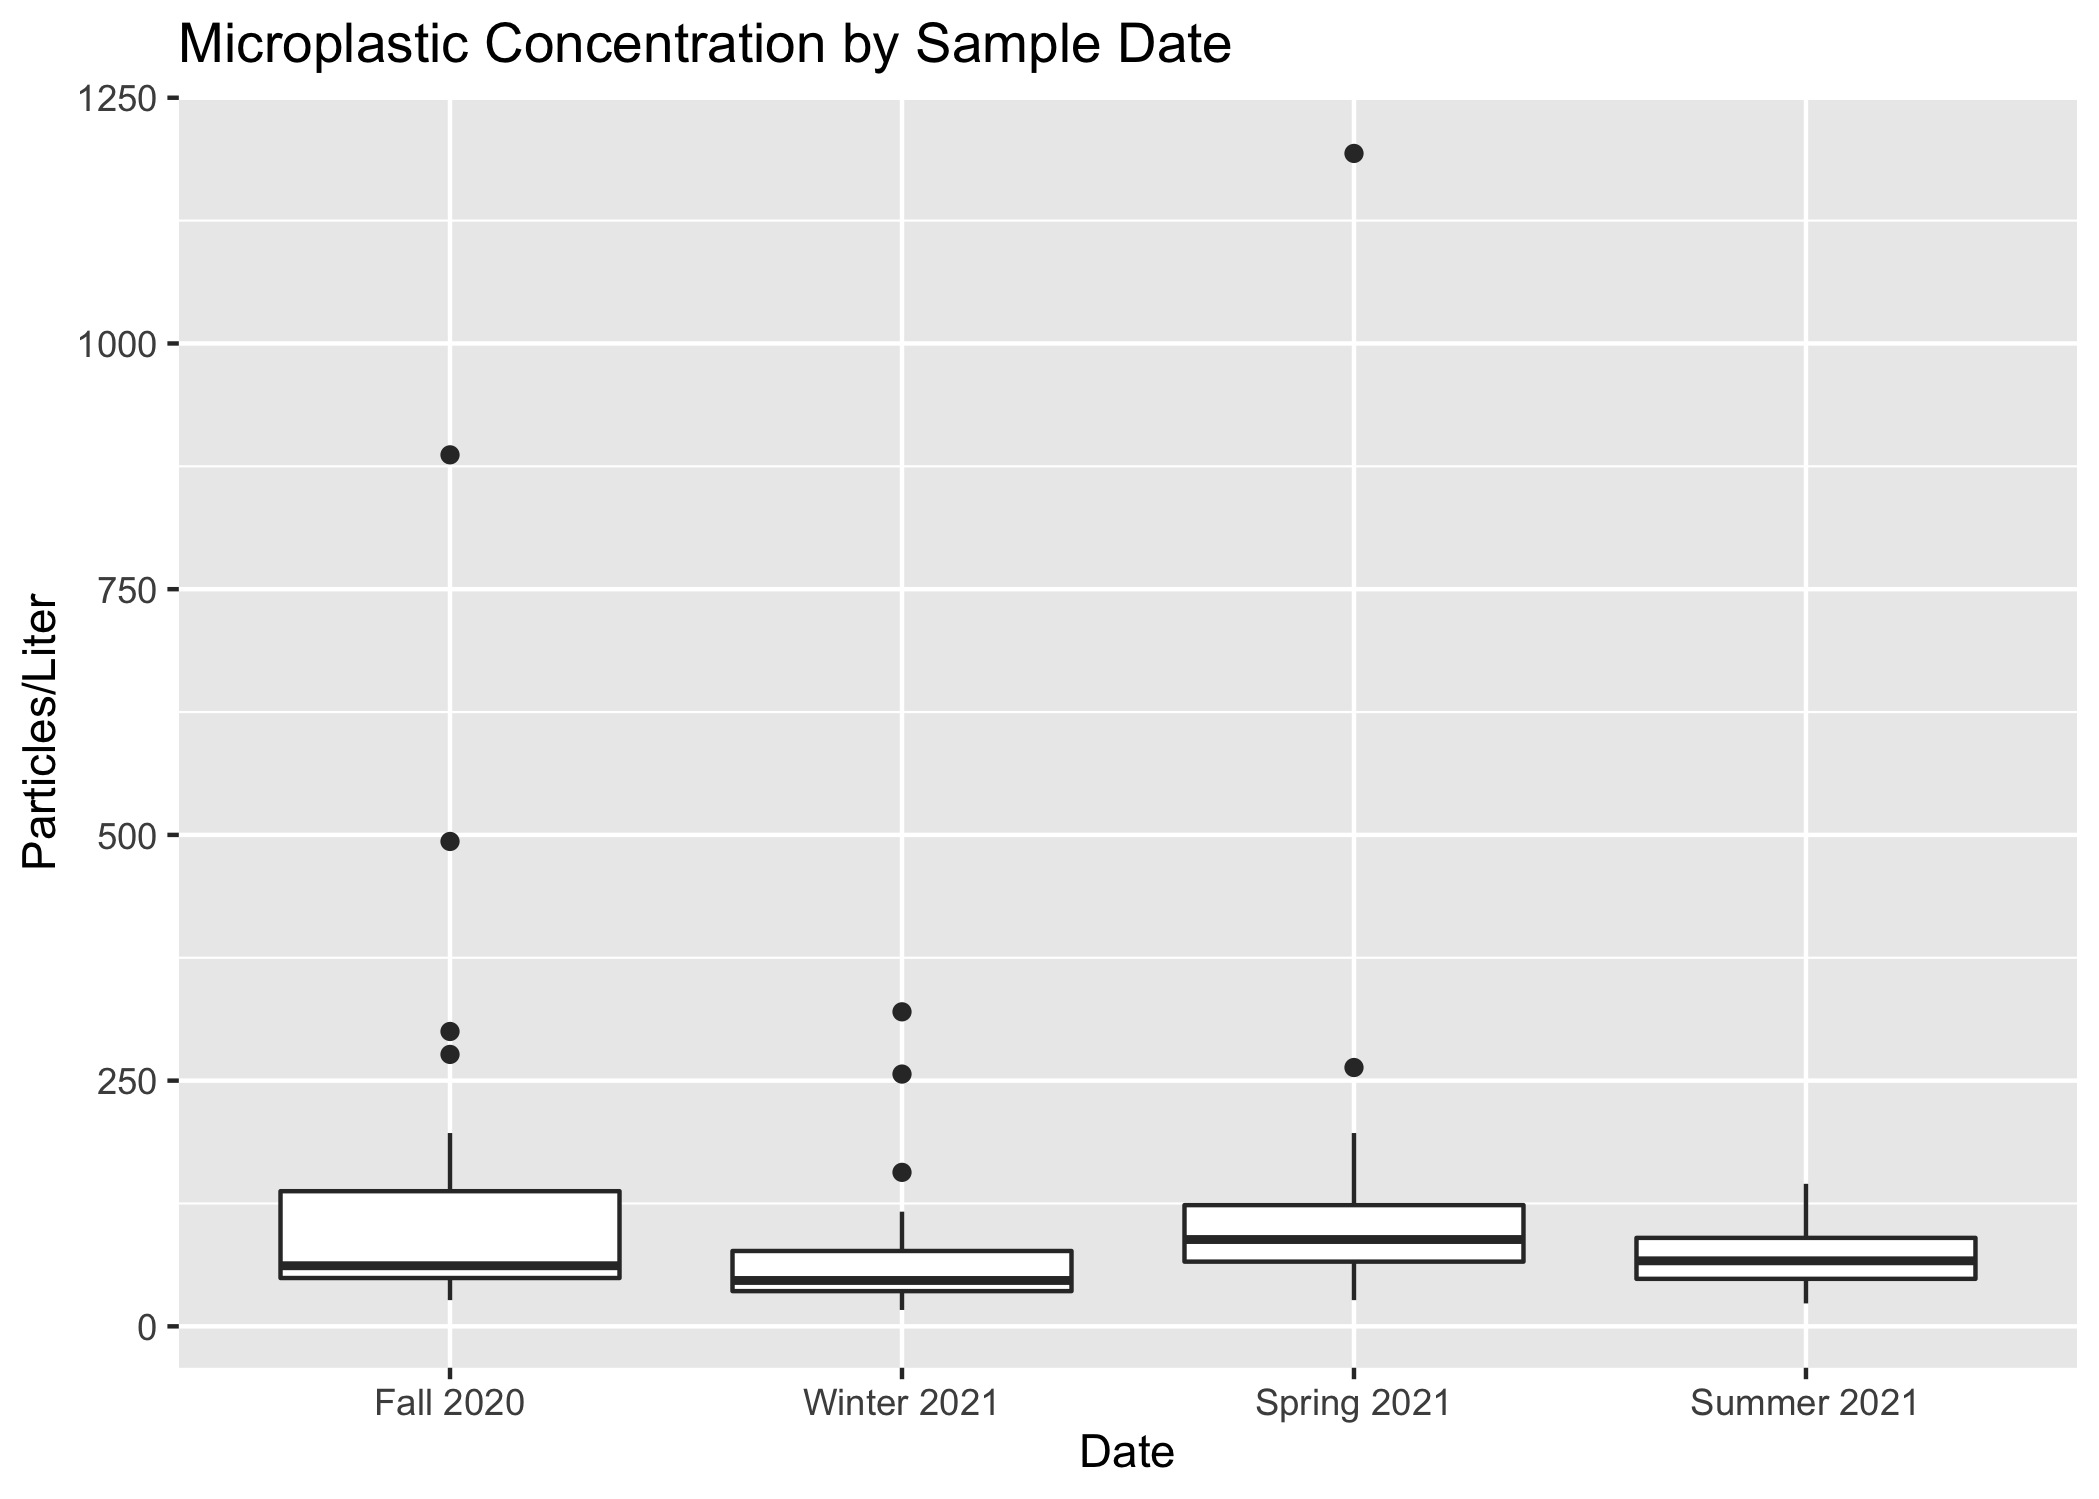 Microplastic Concentration by Sample Date
1250
1000
750
500
250
0
Particles/Liter
Fall 2020
Winter 2021
Spring 2021
Summer 2021
Date